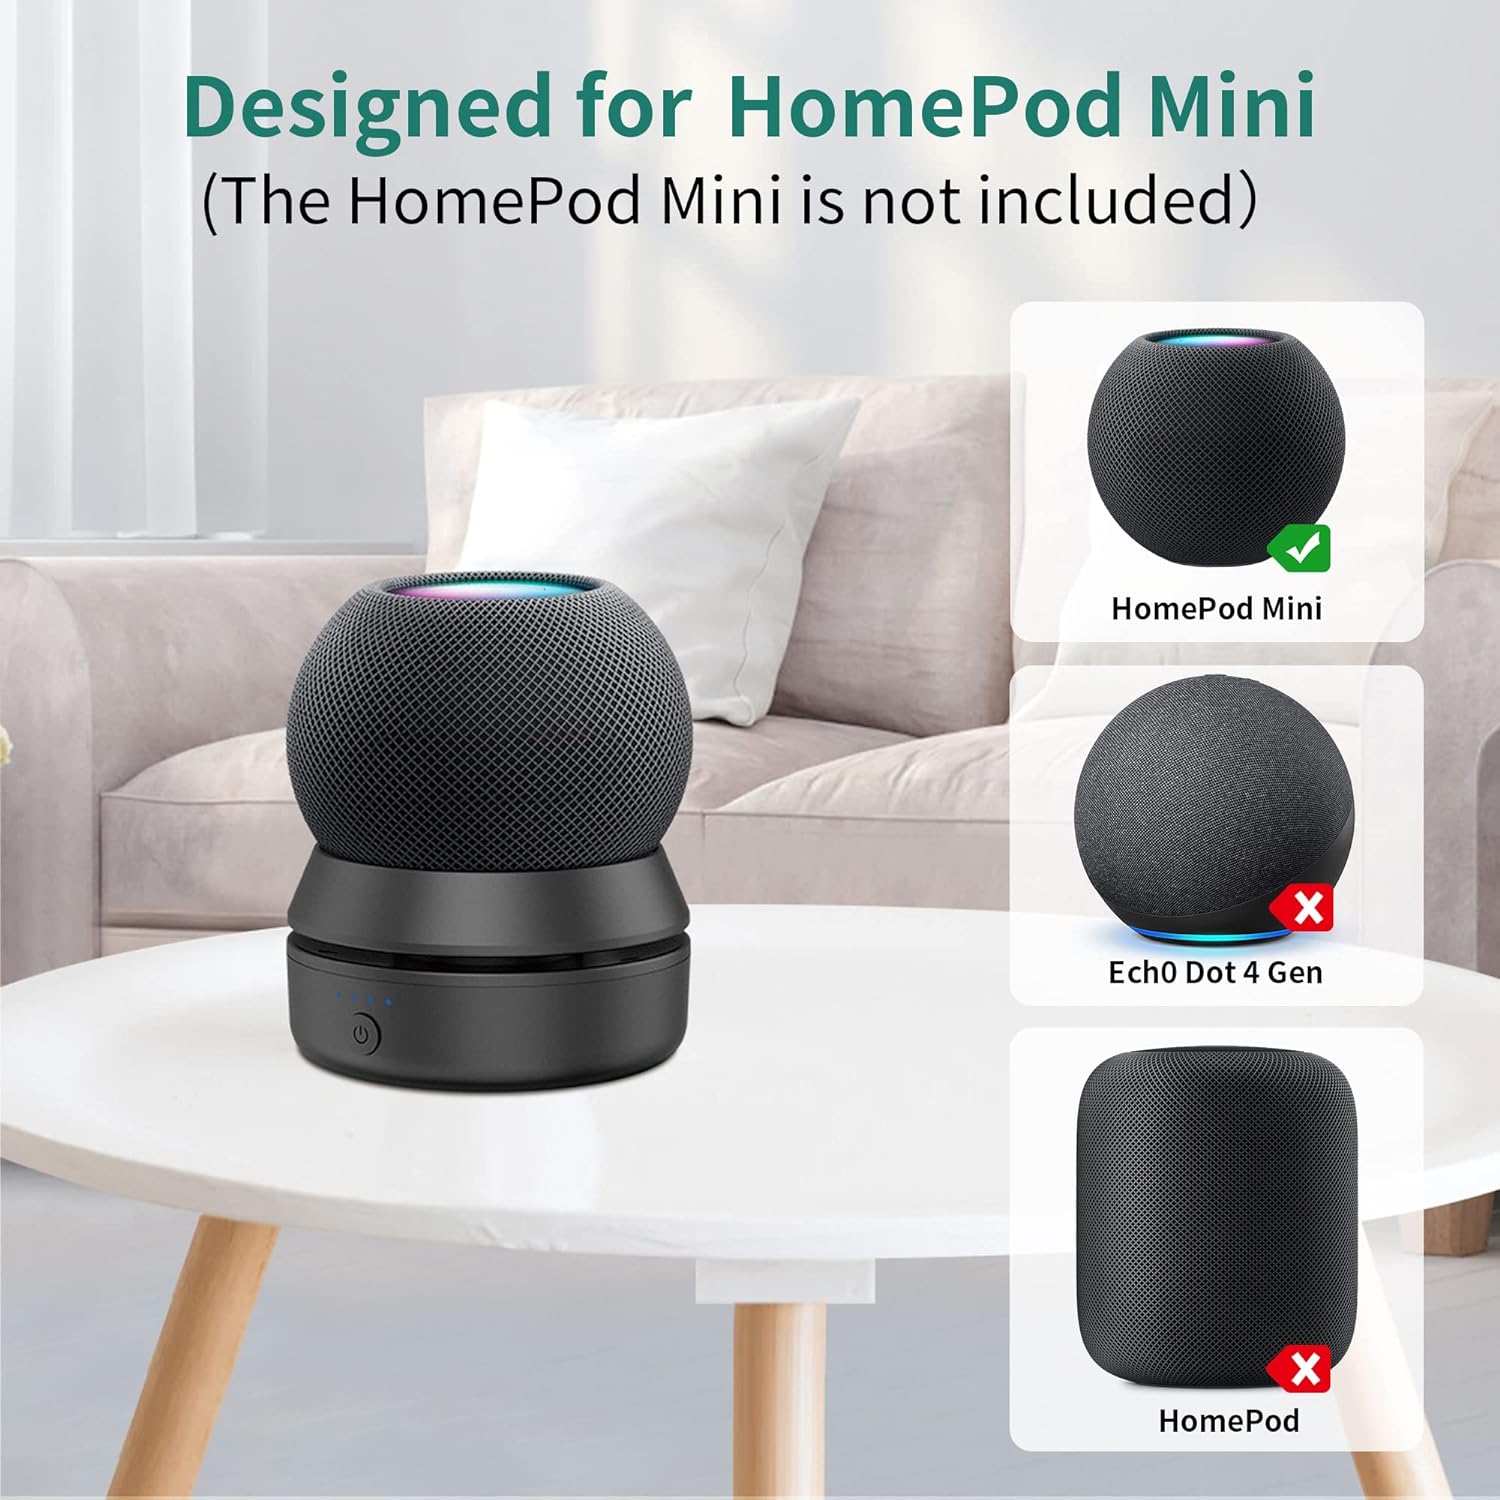 Designed for HomePod Mini
(The HomePod Mini is not included)
HomePod Mini
Ech0 Dot 4 Gen
HomePod